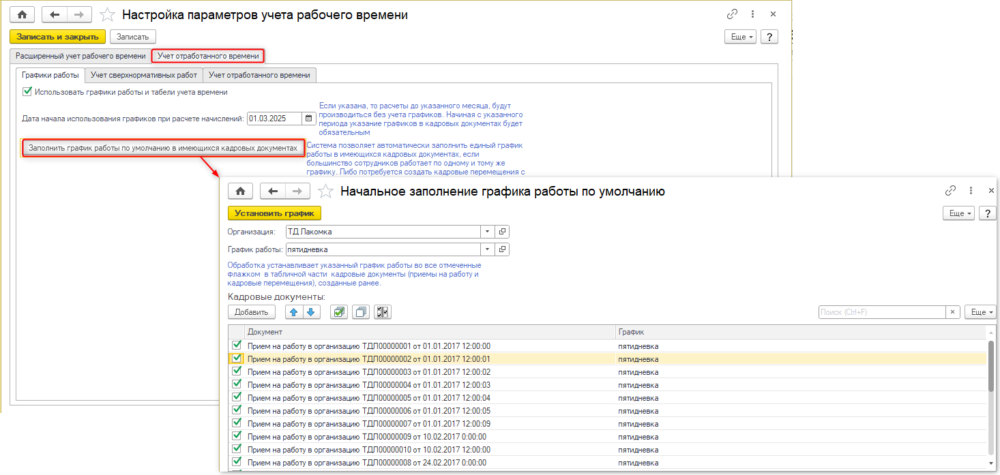 Настройка параметров учета рабочего времени
Записать и закрыть
Записать
Еще
?
Расширенный учет рабочего времени
Учет отработанного времени
Графики работы
Учет сверхнормативных работ
Учет отработанного времени
Использовать графики работы и табели учета времени
Дата начала использования графиков при расчете начислений:
01.03.2025
Если указана, то расчеты до указанного месяца, будут
производиться без учета графиков. Начиная с указанного
периода указание графиков в кадровых документах будет
обязательным
Заполнить график работы по умолчанию в имеющихся кадровых документах
Система позволяет автоматически заполнить единый график
работы в имеющихся кадровых документах, если
большинство сотрудников работает по одному и тому же
графику. Либо потребуется создать кадровые перемещения с
Начальное заполнение графика работы по умолчанию
Установить график
Еще
?
Организация:
ТД Лакомка
График работы:
пятидневка
Обработка устанавливает указанный график работы во все отмеченные
флажком в табличной части кадровые документы (приемы на работу и
кадровые перемещения), созданные ранее.
Кадровые документы:
Добавить
Поиск (Ctrl+F)
×
Еще
Документ
График
Прием на работу в организацию ТДЛ00000001 от 01.01.2017 12:00:00 пятидневка
Прием на работу в организацию ТДЛ00000002 от 01.01.2017 12:00:01 пятидневка
Прием на работу в организацию ТДЛ00000003 от 01.01.2017 12:00:02 пятидневка
Прием на работу в организацию ТДЛ00000004 от 01.01.2017 12:00:03 пятидневка
Прием на работу в организацию ТДЛ00000005 от 01.01.2017 12:00:04 пятидневка
Прием на работу в организацию ТДЛ00000006 от 01.01.2017 12:00:05 пятидневка
Прием на работу в организацию ТДЛ00000007 от 01.01.2017 12:00:09 пятидневка
Прием на работу в организацию ТДЛ00000009 от 10.02.2017 0:00:00 пятидневка
Прием на работу в организацию ТДЛ00000010 от 10.02.2017 12:00:00 пятидневка
Прием на работу в организацию ТДЛ00000008 от 24.02.2017 0:00:00 пятидневка